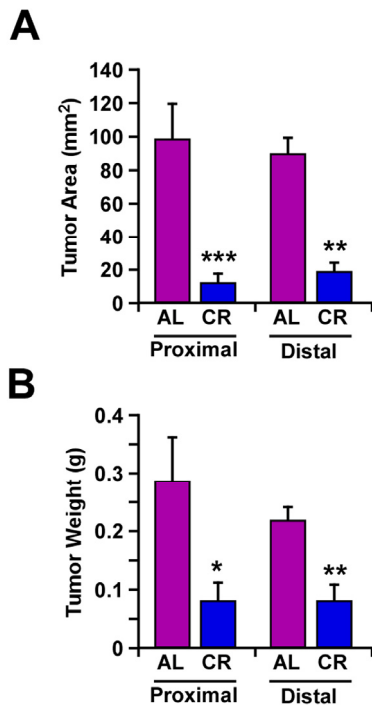 A
Tumor Area (mm²)
140
120
100
80
60
40
20
0
***
**
AL CR AL CR
Proximal Distal
B
Tumor Weight (g)
0.4
0.3
0.2
0.1
0
*
**
AL CR AL CR
Proximal Distal